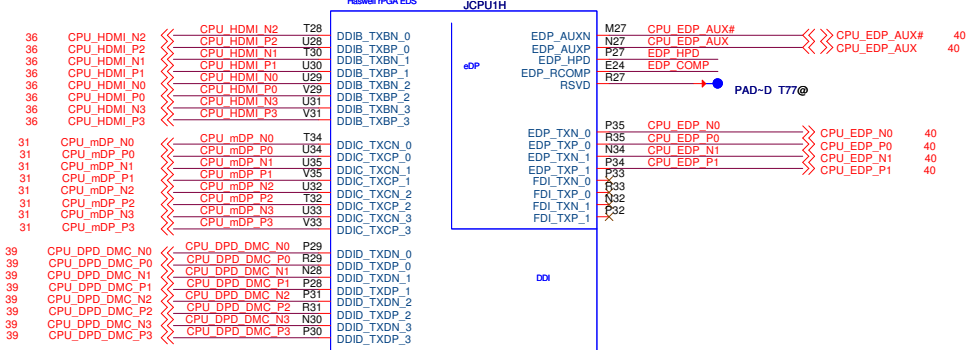 Haswell rPGA EDS
JCPU1H
36 CPU_HDMI_N2 CPU_HDMI_N2 T28 DDIB_TXBN_0
36 CPU_HDMI_P2 CPU_HDMI_P2 U28 DDIB_TXBP_0
36 CPU_HDMI_N1 CPU_HDMI_N1 T30 DDIB_TXBN_1
36 CPU_HDMI_P1 CPU_HDMI_P1 U30 DDIB_TXBP_1
36 CPU_HDMI_N0 CPU_HDMI_N0 U29 DDIB_TXBN_2
36 CPU_HDMI_P0 CPU_HDMI_P0 V29 DDIB_TXBP_2
36 CPU_HDMI_N3 CPU_HDMI_N3 U31 DDIB_TXBN_3
36 CPU_HDMI_P3 CPU_HDMI_P3 V31 DDIB_TXBP_3
31 CPU_mDP_N0 CPU_mDP_N0 T34 DDIC_TXCN_0
31 CPU_mDP_P0 CPU_mDP_P0 U34 DDIC_TXCP_0
31 CPU_mDP_N1 CPU_mDP_N1 U35 DDIC_TXCN_1
31 CPU_mDP_P1 CPU_mDP_P1 V35 DDIC_TXCP_1
31 CPU_mDP_N2 CPU_mDP_N2 U32 DDIC_TXCN_2
31 CPU_mDP_P2 CPU_mDP_P2 T32 DDIC_TXCP_2
31 CPU_mDP_N3 CPU_mDP_N3 U33 DDIC_TXCN_3
31 CPU_mDP_P3 CPU_mDP_P3 V33 DDIC_TXCP_3
39 CPU_DPD_DMC_N0 CPU_DPD_DMC_N0 P29 DDID_TXDN_0
39 CPU_DPD_DMC_P0 CPU_DPD_DMC_P0 R29 DDID_TXDP_0
39 CPU_DPD_DMC_N1 CPU_DPD_DMC_N1 N28 DDID_TXDN_1
39 CPU_DPD_DMC_P1 CPU_DPD_DMC_P1 P28 DDID_TXDP_1
39 CPU_DPD_DMC_N2 CPU_DPD_DMC_N2 P31 DDID_TXDN_2
39 CPU_DPD_DMC_P2 CPU_DPD_DMC_P2 R31 DDID_TXDP_2
39 CPU_DPD_DMC_N3 CPU_DPD_DMC_N3 N30 DDID_TXDN_3
39 CPU_DPD_DMC_P3 CPU_DPD_DMC_P3 P30 DDID_TXDP_3
eDP
DDI
EDP_AUXN M27 CPU_EDP_AUX# CPU_EDP_AUX# 40
EDP_AUXP N27 CPU_EDP_AUX CPU_EDP_AUX 40
EDP_HPD P27 EDP_HPD
EDP_RCOMP E24 EDP_COMP
RSVD R27 PAD~D T77@
EDP_TXN_0 P35 CPU_EDP_N0 CPU_EDP_N0 40
EDP_TXP_0 R35 CPU_EDP_P0 CPU_EDP_P0 40
EDP_TXN_1 N34 CPU_EDP_N1 CPU_EDP_N1 40
EDP_TXP_1 P34 CPU_EDP_P1 CPU_EDP_P1 40
FDI_TXN_0 P33
FDI_TXP_0 R33
FDI_TXN_1 N32
FDI_TXP_1 P32